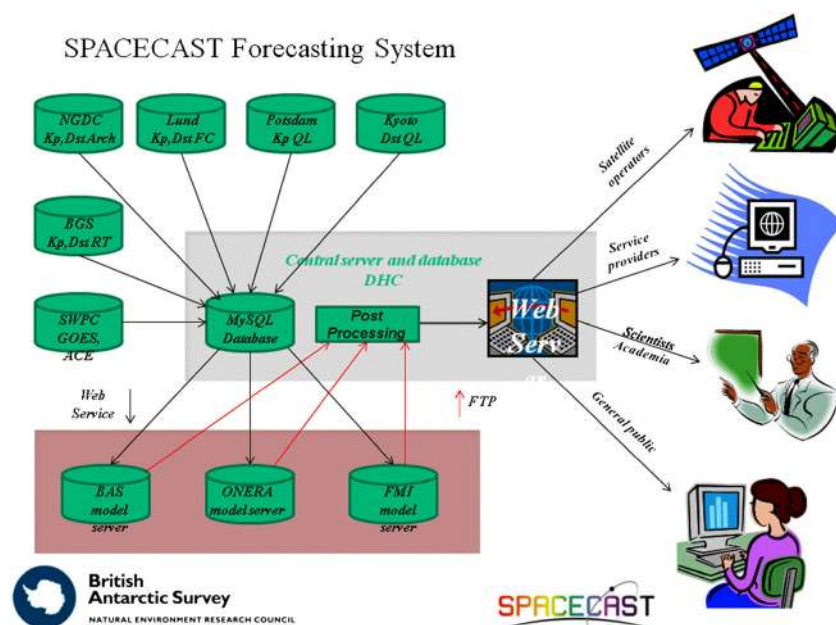 SPACECAST Forecasting System
NGDC
Kp,Dst Arch
Lund
Kp,Dst FC
Potsdam
Kp QL
Kyoto
Dst QL
BGS
Kp,Dst RT
SWPC
GOES,
ACE
Central server and database
DHC
MySQL
Database
Post
Processing
Web
Serv
er
Satellite
operators
Service
providers
Scientists
Academia
General public
Web
Service
FTP
BAS
model
server
ONERA
model server
FMI
model
server
British
Antarctic Survey
NATURAL ENVIRONMENT RESEARCH COUNCIL
SPACECAST